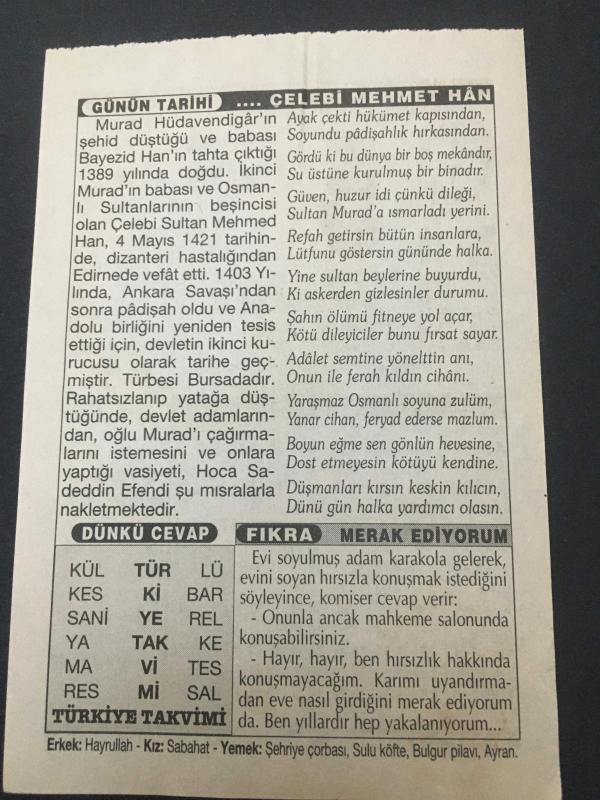 GÜNÜN TARİHİ .... ÇELEBİ MEHMET HÂN
Murad Hüdavendigâr’ın
şehid düştüğü ve babası
Bayezid Han’ın tahta çıktığı
1389 yılında doğdu. İkinci
Murad’ın babası ve Osman-
lı Sultanlarının beşincisi
olan Çelebi Sultan Mehmed
Han, 4 Mayıs 1421 tarihin-
de, dizanteri hastalığından
Edirnede vefât etti. 1403 Yı-
lında, Ankara Savaşı’ndan
sonra pâdişah oldu ve Ana-
dolu birliğini yeniden tesis
ettiği için, devletin ikinci ku-
rucusu olarak tarihe geç-
miştir. Türbesi Bursadadır.
Rahatsızlanıp yatağa düş-
tüğünde, devlet adamların-
dan, oğlu Murad’ı çağırma-
larını istemesini ve onlara
yaptığı vasiyeti, Hoca Sa-
deddin Efendi şu mısralarla
nakletmektedir.
Ayak çekti hükümet kapısından,
Soyundu pâdişahlık hırkasından.
Gördü ki bu dünya bir boş mekândır,
Su üstüne kurulmuş bir binadır.
Güven, huzur idi çünkü dileği,
Sultan Murad’a ısmarladı yerini.
Refah getirsin bütün insanlara,
Lütfunu göstersin gününde halka.
Yine sultan beylerine buyurdu,
Ki askerden gizlesinler durumu.
Şahın ölümü fitneye yol açar,
Kötü dileyiciler bunu fırsat sayar.
Adâlet semtine yönelttin anı,
Onun ile ferah kıldın cihânı.
Yaraşmaz Osmanlı soyuna zulüm,
Yanar cihan, feryad ederse mazlum.
Boyun eğme sen gönlün hevesine,
Dost etmeyesin kötüyü kendine.
Düşmanları kırsın keskin kılıcın,
Dünü gün halka yardımcı olasın.
DÜNKÜ CEVAP
KÜL TÜR LÜ
KES Kİ BAR
SANİ YE REL
YA TAK KE
MA Vİ TES
RES Mİ SAL
TÜRKİYE TAKVİMİ
FIKRA MERAK EDİYORUM
Evi soyulmuş adam karakola gelerek,
evini soyan hırsızla konuşmak istediğini
söyleyince, komiser cevap verir:
- Onunla ancak mahkeme salonunda
konuşabilirsiniz.
- Hayır, hayır, ben hırsızlık hakkında
konuşmayacağım. Karımı uyandırma-
dan eve nasıl girdiğini merak ediyorum
da. Ben yıllardır hep yakalanıyorum...
Erkek: Hayrullah - Kız: Sabahat - Yemek: Şehriye çorbası, Sulu köfte, Bulgur pilavı, Ayran.